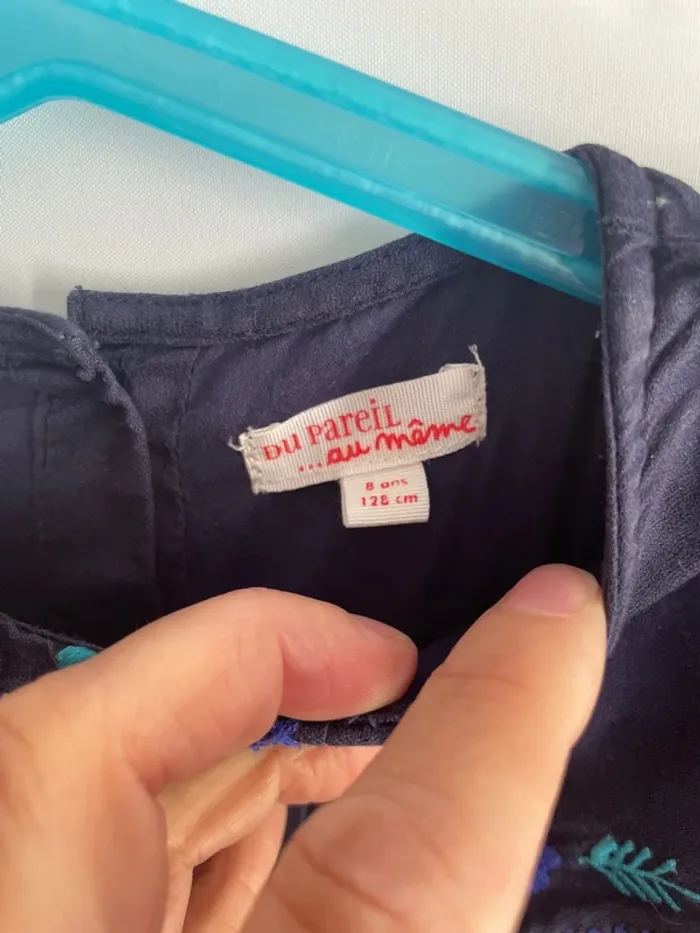 DU PAREIL
...au même
8 ans
128 cm